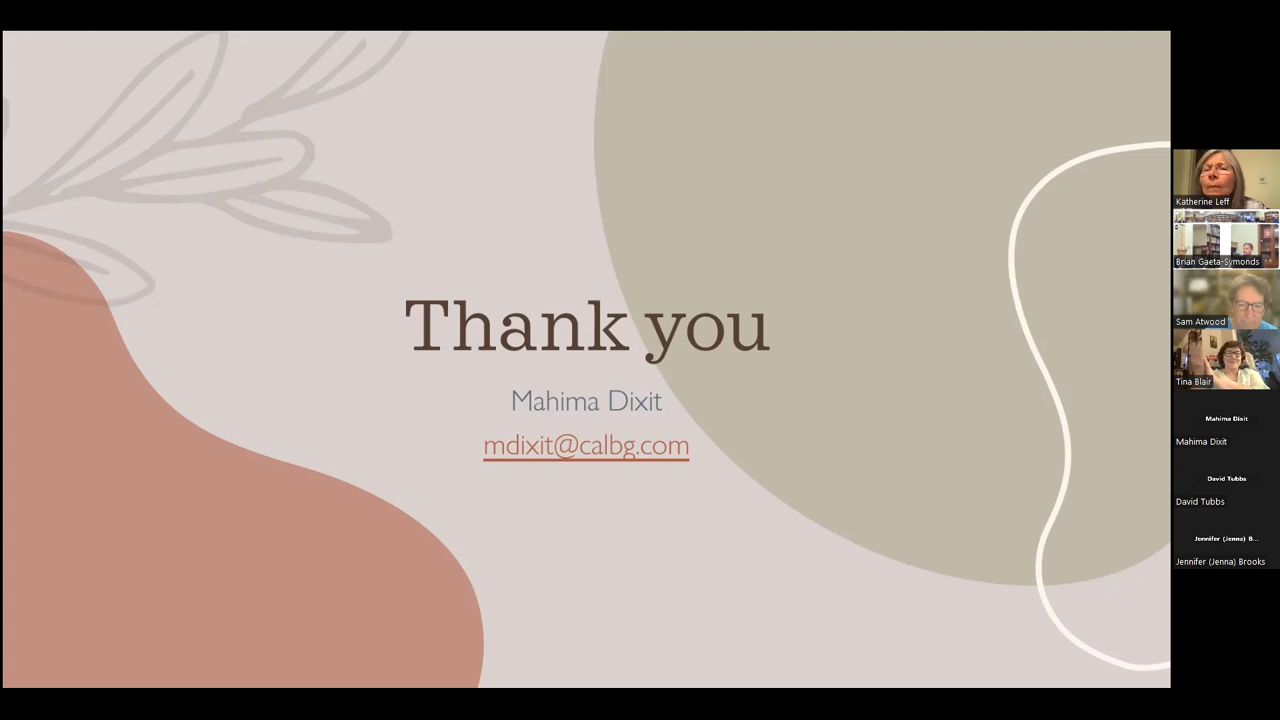 Thank you
Mahima Dixit
mdixit@calbg.com
Katherine Leff
Brian Gaeta-Symonds
Sam Atwood
Tina Blair
Mahima Dixit
Mahima Dixit
David Tubbs
David Tubbs
Jennifer (Jenna) B...
Jennifer (Jenna) Brooks